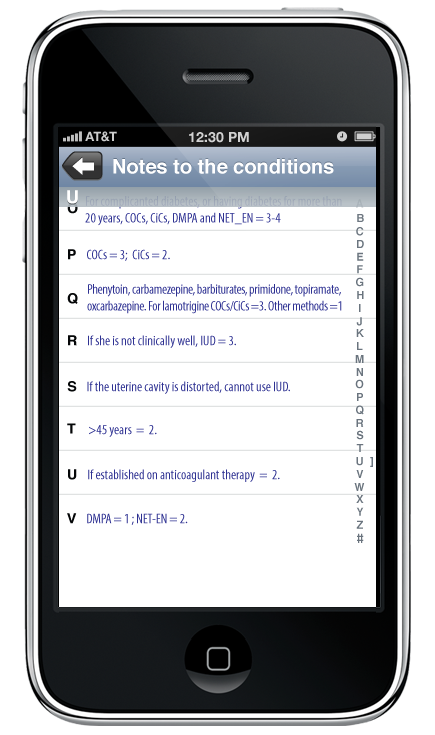 AT&T 12:30 PM
Notes to the conditions
U For complicanted diabetes, or having diabetes for more than
20 years, COCs, CiCs, DMPA and NET_EN = 3-4
P COCs = 3; CiCs = 2.
Q Phenytoin, carbamezepine, barbiturates, primidone, topiramate,
oxcarbazepine. For lamotrigine COCs/CiCs =3. Other methods =1
R If she is not clinically well, IUD = 3.
S If the uterine cavity is distorted, cannot use IUD.
T >45 years = 2.
U If established on anticoagulant therapy = 2.
V DMPA = 1 ; NET-EN = 2.
A
B
C
D
E
F
G
H
I
J
K
L
M
N
O
P
Q
R
S
T
U ]
V
W
X
Y
Z
#